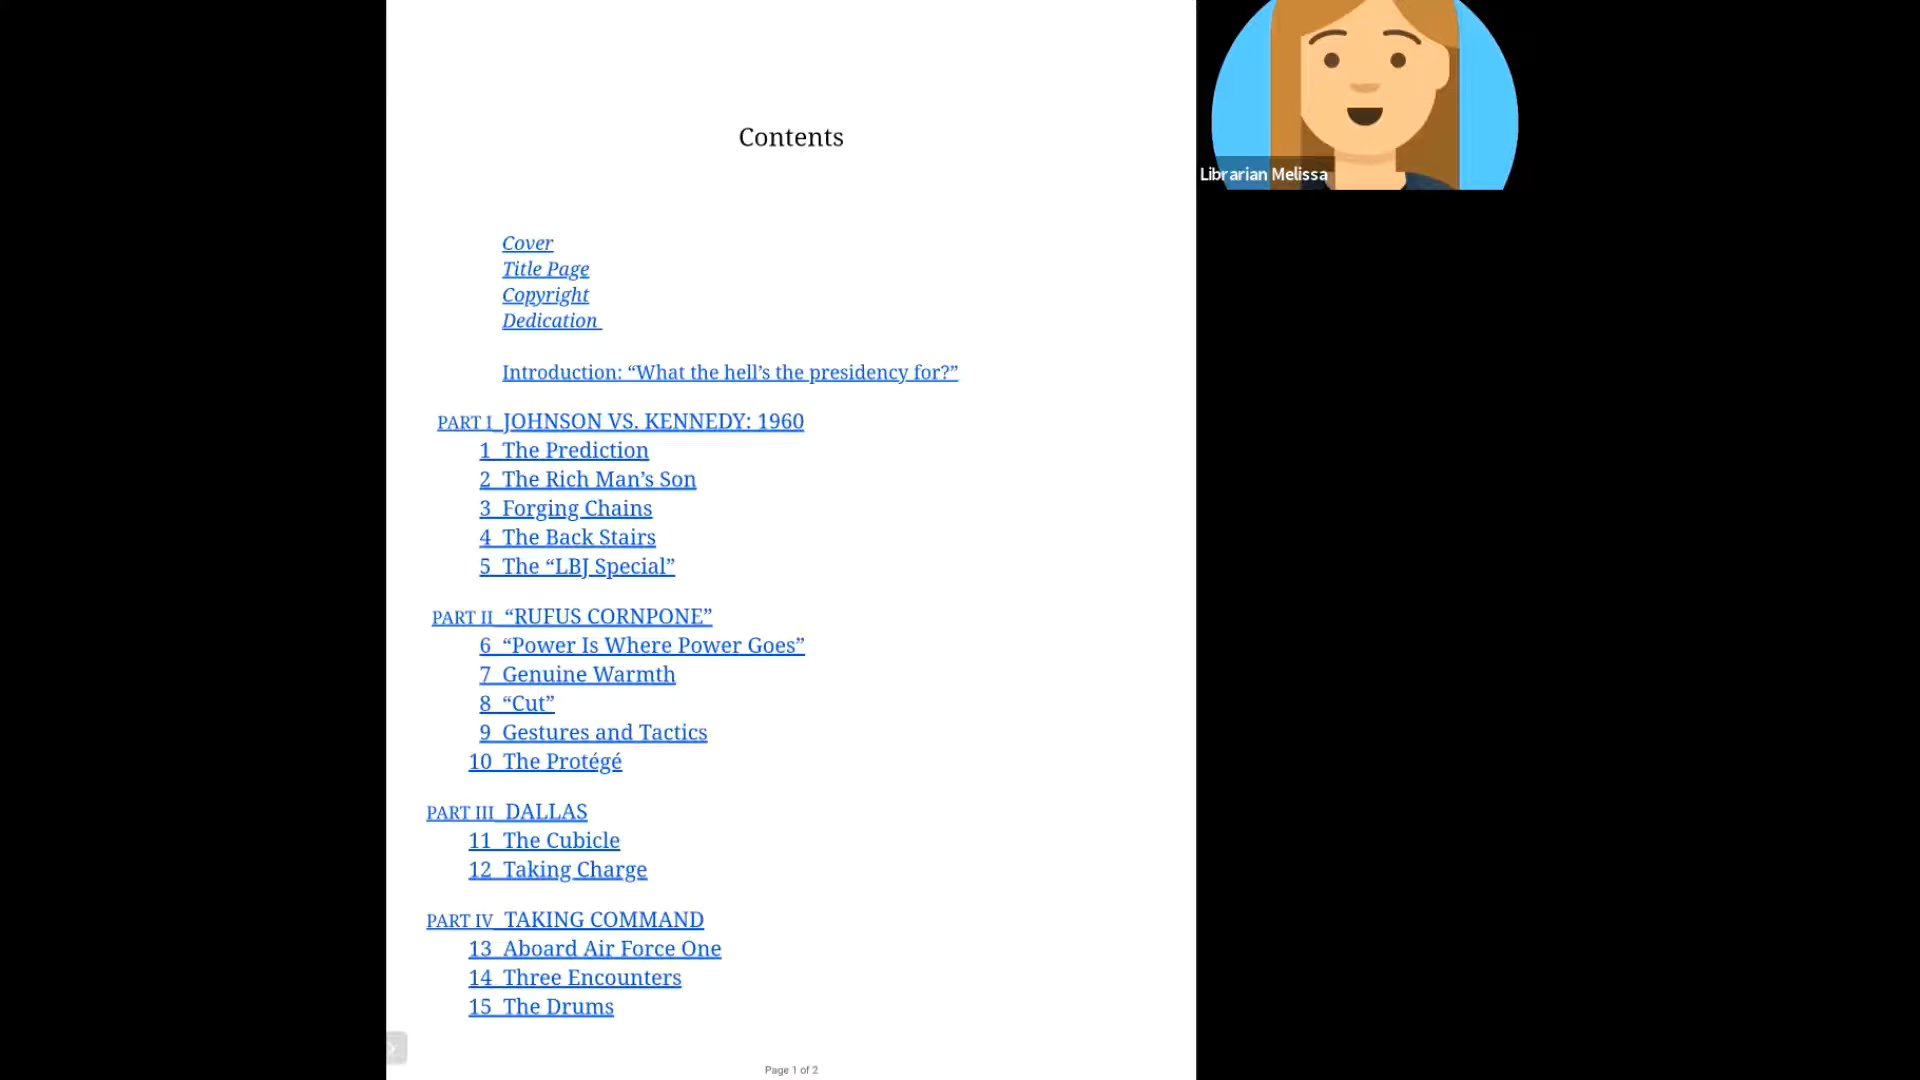 Contents
Cover
Title Page
Copyright
Dedication
Introduction: “What the hell’s the presidency for?”
PART I JOHNSON VS. KENNEDY: 1960
1 The Prediction
2 The Rich Man’s Son
3 Forging Chains
4 The Back Stairs
5 The “LBJ Special”
PART II “RUFUS CORNPONE”
6 “Power Is Where Power Goes”
7 Genuine Warmth
8 “Cut”
9 Gestures and Tactics
10 The Protégé
PART III DALLAS
11 The Cubicle
12 Taking Charge
PART IV TAKING COMMAND
13 Aboard Air Force One
14 Three Encounters
15 The Drums
Page 1 of 2
Librarian Melissa